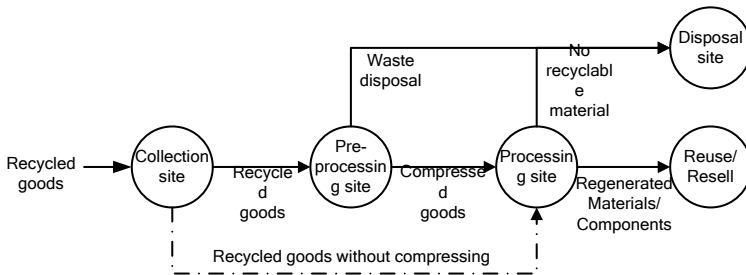 Waste
disposal
No
recyclabl
e
material
Disposal
site
Recycled
goods
Collection
site
Recycle
d
goods
Pre-
processin
g site
Compresse
d
goods
Processin
g site
Regenerated
Materials/
Components
Reuse/
Resell
Recycled goods without compressing